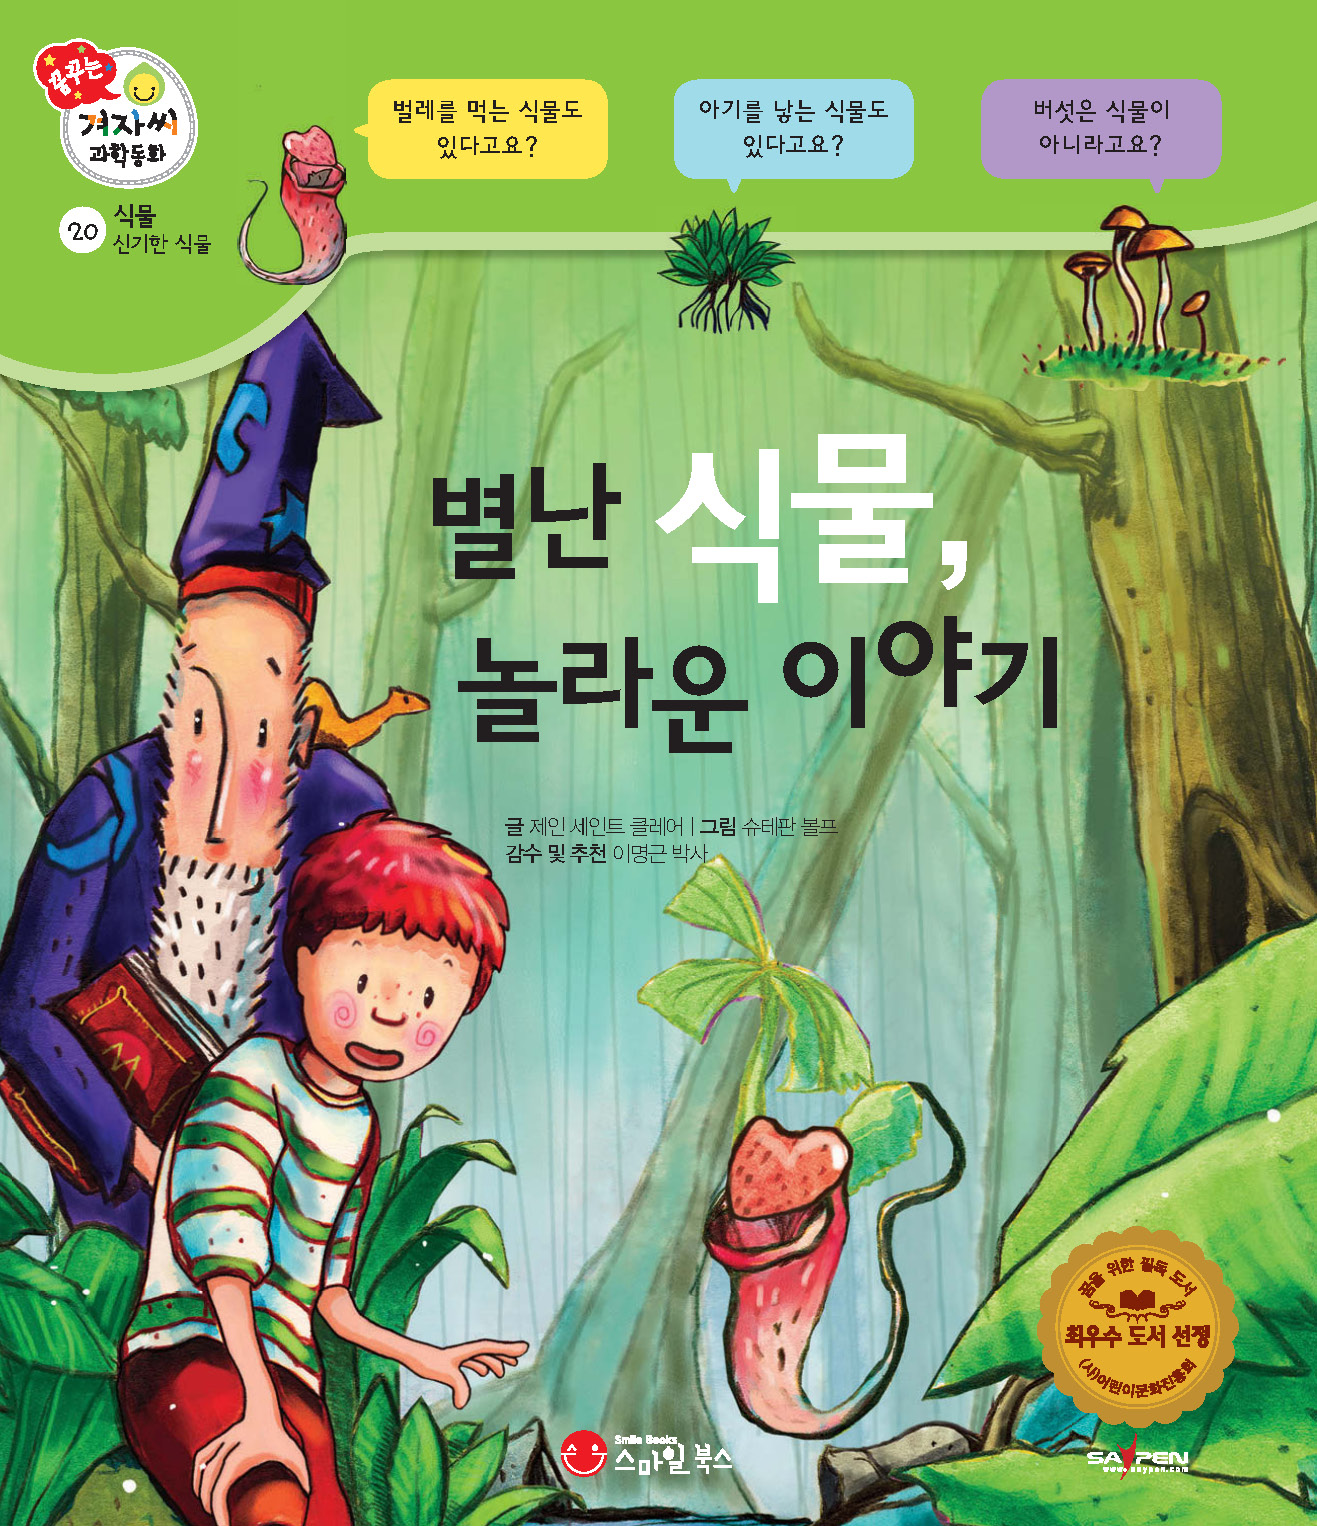 꿈꾸는
겨자씨
과학동화
20 식물
신기한 식물
벌레를 먹는 식물도
있다고요?
아기를 낳는 식물도
있다고요?
버섯은 식물이
아니라고요?
별난 식물,
놀라운 이야기
글 제인 세인트 클레어 | 그림 슈테판 볼프
감수 및 추천 이명근 박사
꿈을 위한 필독 도서
최우수 도서 선정
(사)어린이문화진흥회
Smile Books
스마일 북스
SAYPEN
www.saypen.com